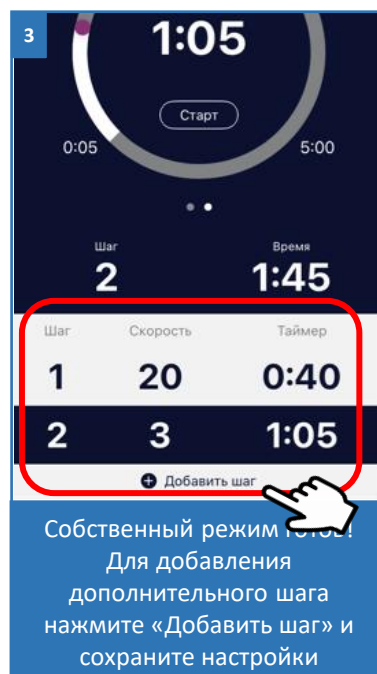 3
1:05
Старт
0:05 5:00
Шаг Время
2 1:45
Шаг Скорость Таймер
1 20 0:40
2 3 1:05
Добавить шаг
Собственный режим готов!
Для добавления
дополнительного шага
нажмите «Добавить шаг» и
сохраните настройки